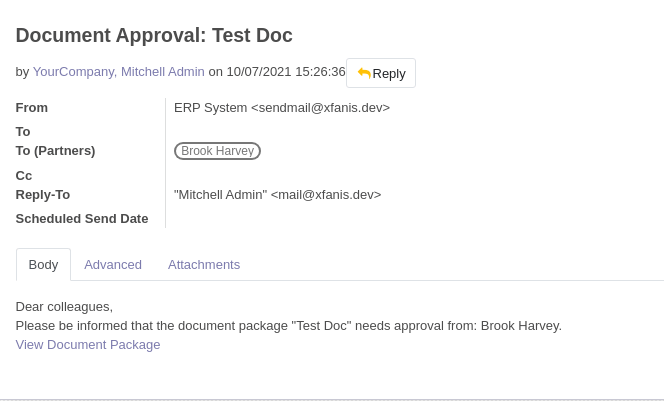 Document Approval: Test Doc
by YourCompany, Mitchell Admin on 10/07/2021 15:26:36 Reply
From ERP System <sendmail@xfanis.dev>
To
To (Partners) Brook Harvey
Cc
Reply-To "Mitchell Admin" <mail@xfanis.dev>
Scheduled Send Date
Body Advanced Attachments
Dear colleagues,
Please be informed that the document package "Test Doc" needs approval from: Brook Harvey.
View Document Package